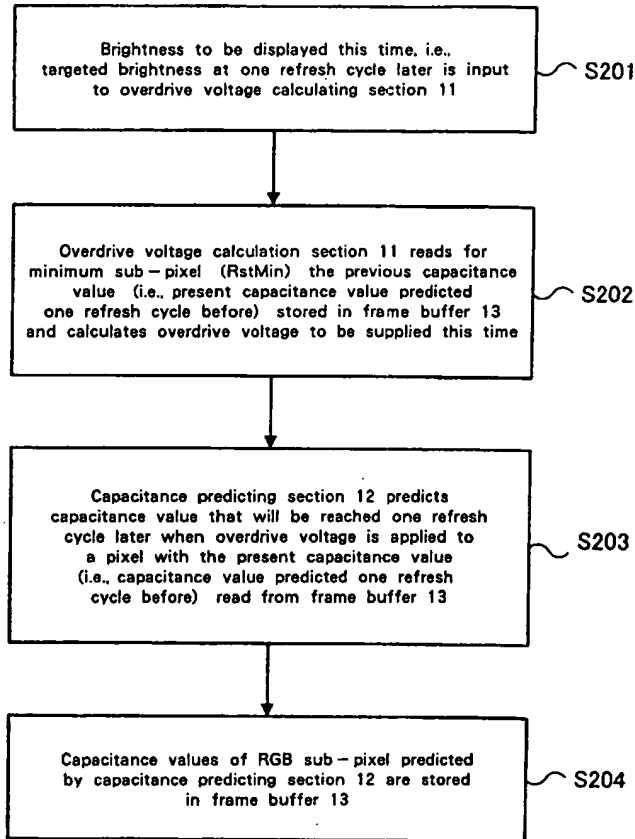 Brightness to be displayed this time, i.e.,
targeted brightness at one refresh cycle later is input
to overdrive voltage calculating section 11
S201
Overdrive voltage calculation section 11 reads for
minimum sub-pixel (RstMin) the previous capacitance
value (i.e., present capacitance value predicted
one refresh cycle before) stored in frame buffer 13
and calculates overdrive voltage to be supplied this time
S202
Capacitance predicting section 12 predicts
capacitance value that will be reached one refresh
cycle later when overdrive voltage is applied to
a pixel with the present capacitance value
(i.e., capacitance value predicted one refresh
cycle before) read from frame buffer 13
S203
Capacitance values of RGB sub-pixel predicted
by capacitance predicting section 12 are stored
in frame buffer 13
S204